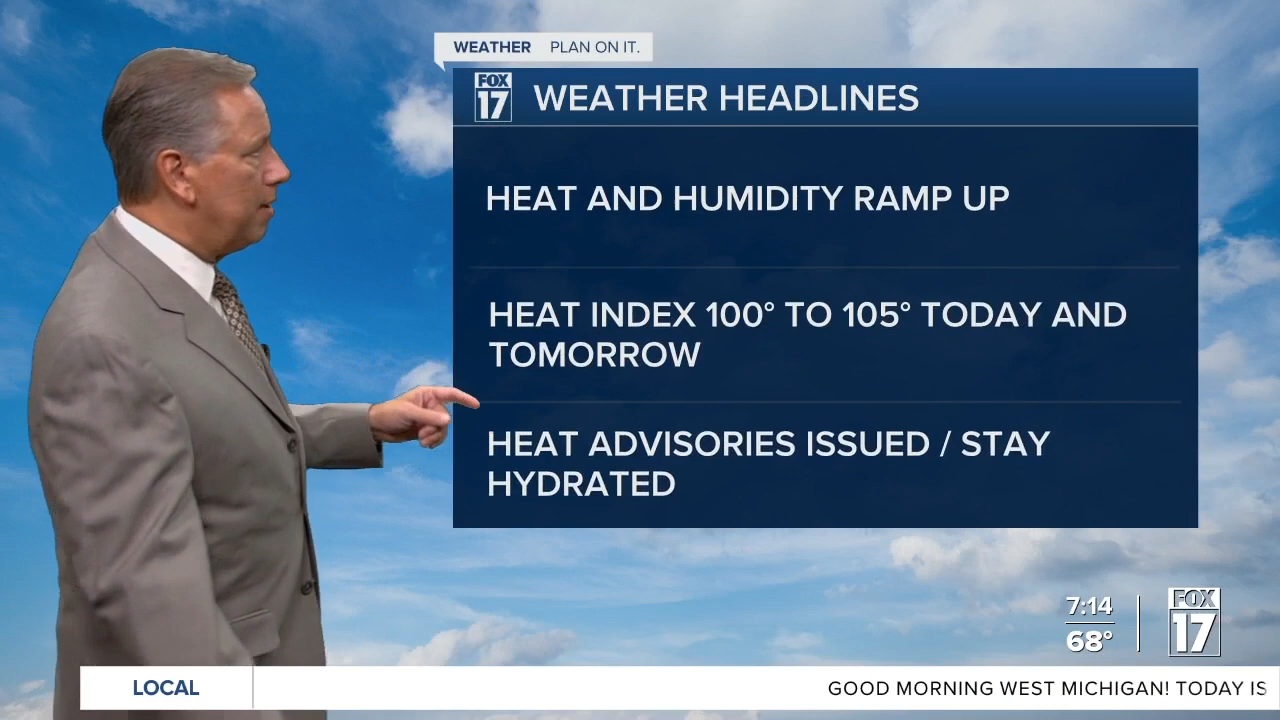 WEATHER PLAN ON IT.
FOX 17 WEATHER HEADLINES
HEAT AND HUMIDITY RAMP UP
HEAT INDEX 100° TO 105° TODAY AND
TOMORROW
HEAT ADVISORIES ISSUED / STAY
HYDRATED
7:14
68°
FOX
17
LOCAL
GOOD MORNING WEST MICHIGAN! TODAY IS